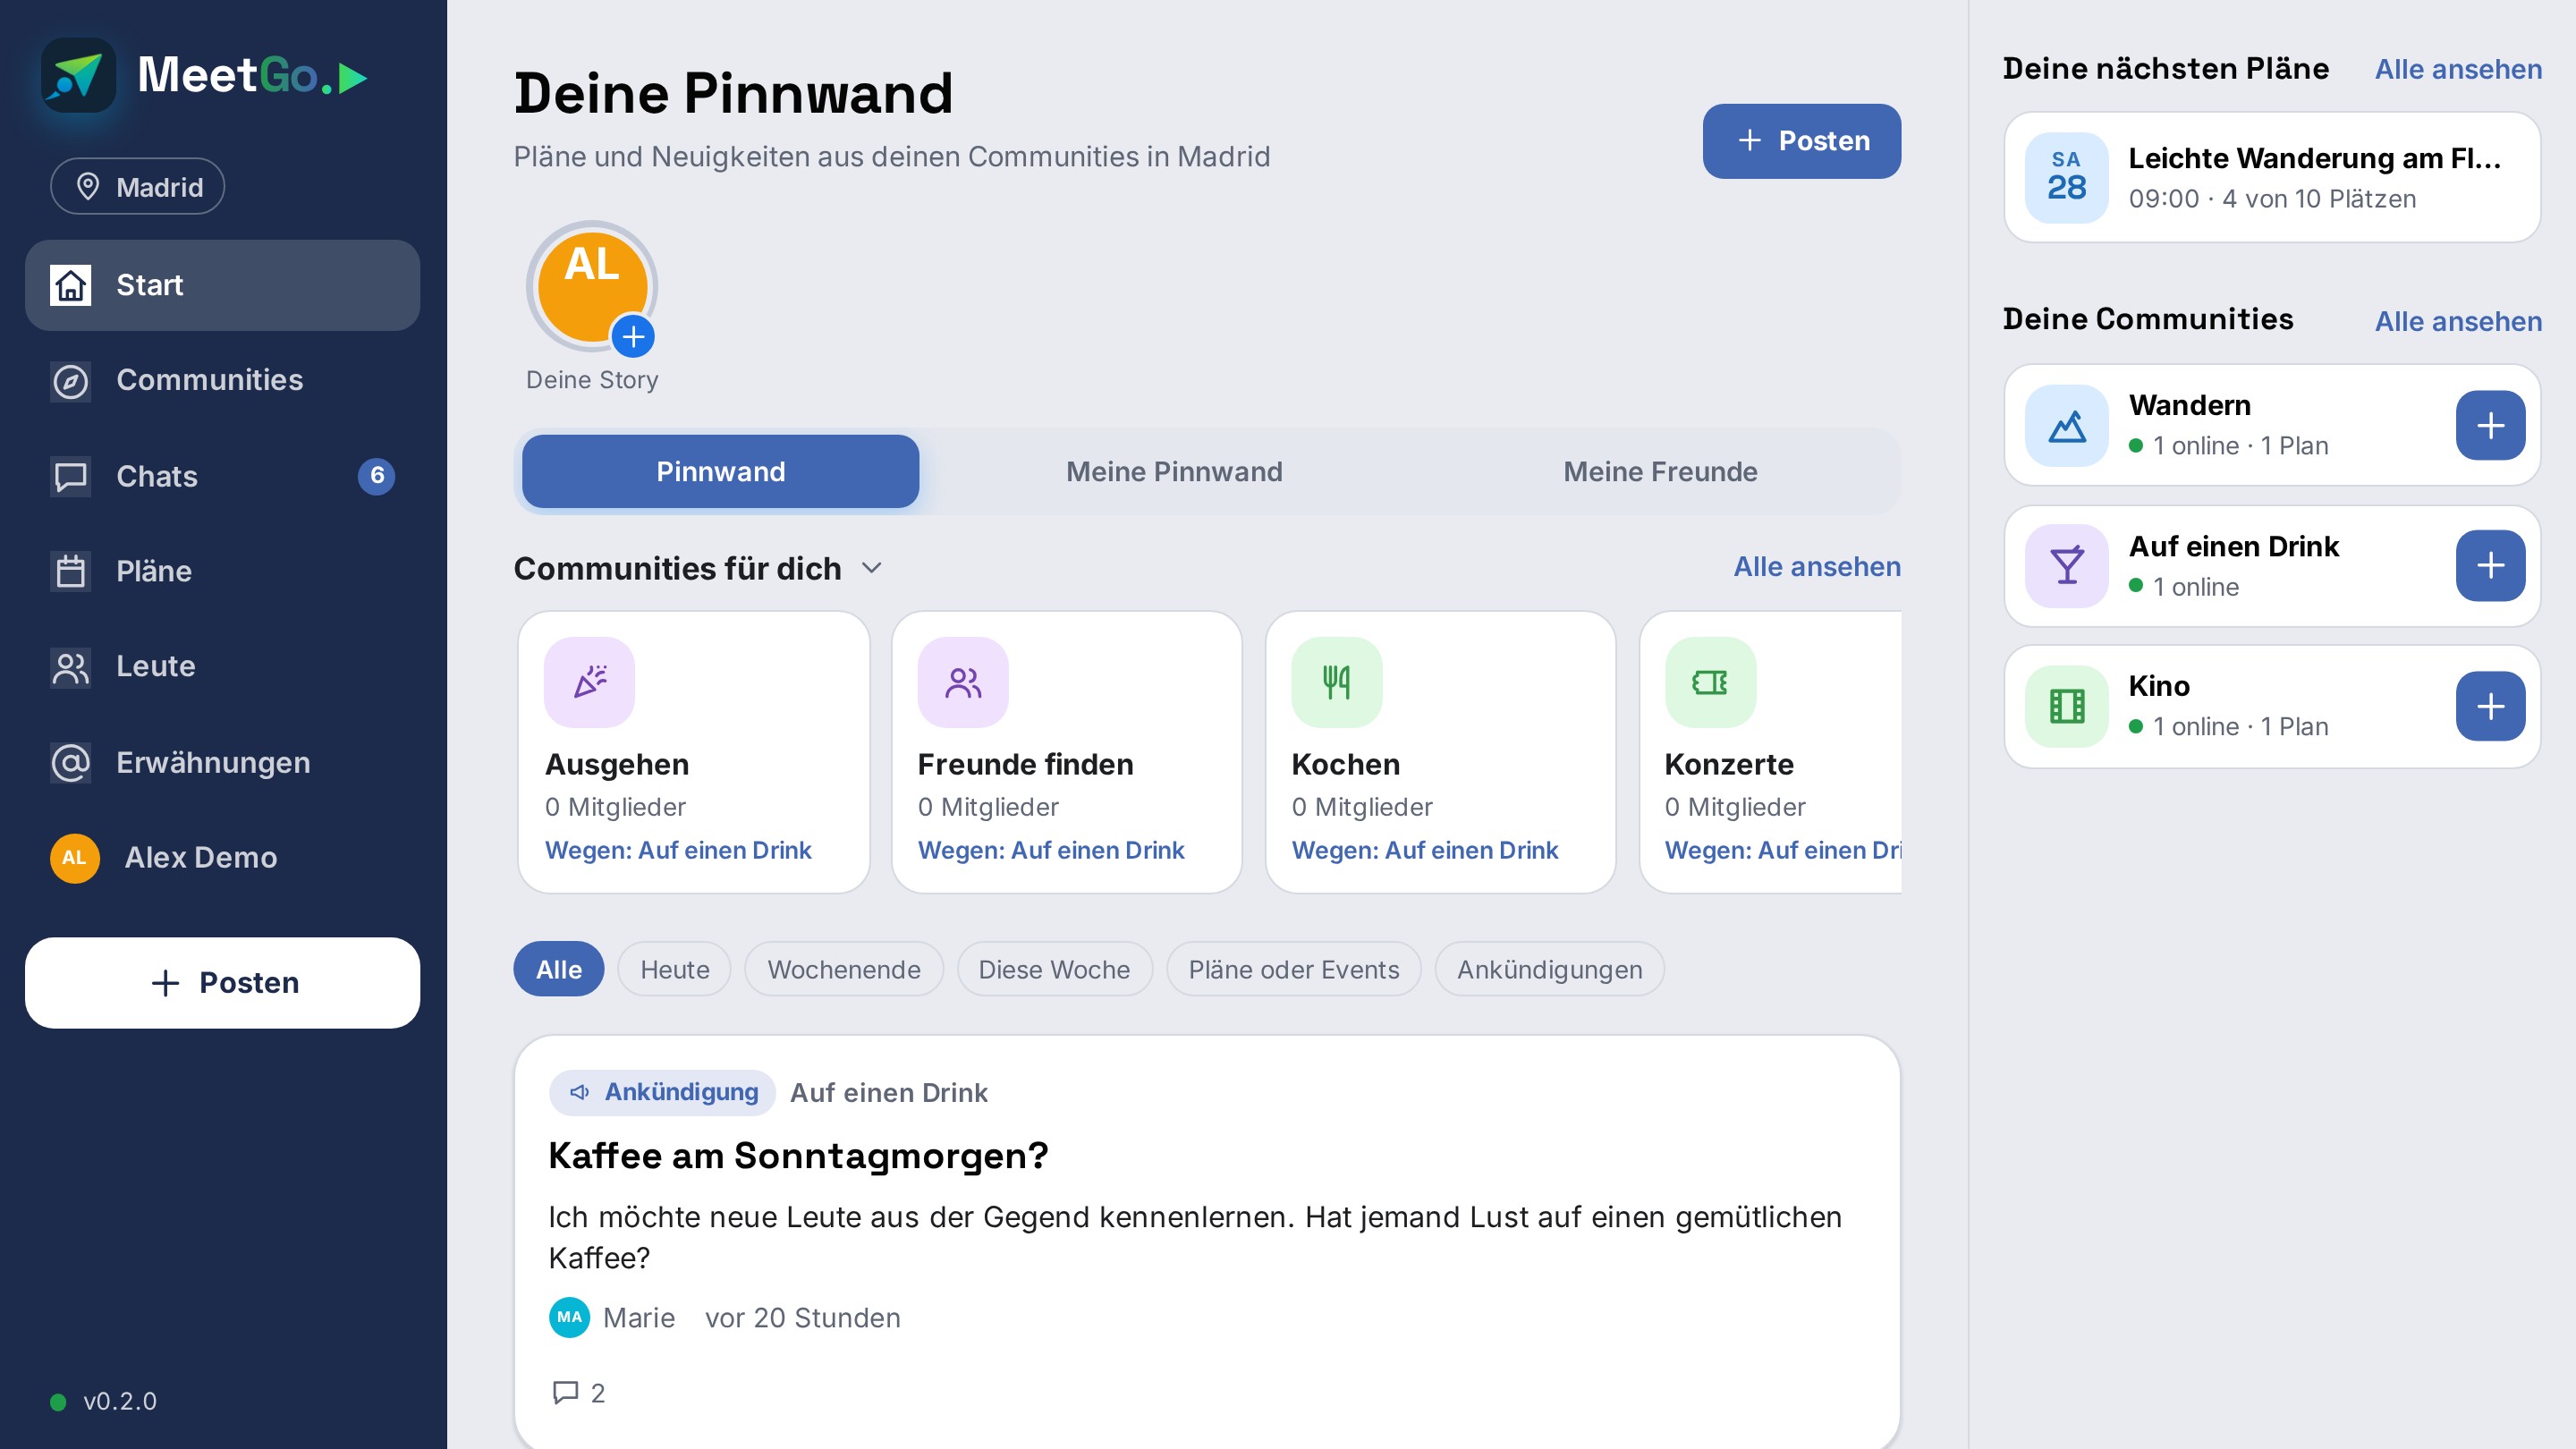 MeetGo.
Madrid
Start
Communities
Chats
6
Pläne
Leute
Erwähnungen
AL
Alex Demo
Posten
v0.2.0
Deine Pinnwand
Pläne und Neuigkeiten aus deinen Communities in Madrid
Posten
AL
Deine Story
Pinnwand
Meine Pinnwand
Meine Freunde
Communities für dich
Alle ansehen
Ausgehen
0 Mitglieder
Wegen: Auf einen Drink
Freunde finden
0 Mitglieder
Wegen: Auf einen Drink
Kochen
0 Mitglieder
Wegen: Auf einen Drink
Konzerte
0 Mitglieder
Wegen: Auf einen Dri
Alle
Heute
Wochenende
Diese Woche
Pläne oder Events
Ankündigungen
Ankündigung
Auf einen Drink
Kaffee am Sonntagmorgen?
Ich möchte neue Leute aus der Gegend kennenlernen. Hat jemand Lust auf einen gemütlichen
Kaffee?
MA
Marie
vor 20 Stunden
2
Deine nächsten Pläne
Alle ansehen
SA
28
Leichte Wanderung am Fl...
09:00 · 4 von 10 Plätzen
Deine Communities
Alle ansehen
Wandern
1 online · 1 Plan
Auf einen Drink
1 online
Kino
1 online · 1 Plan